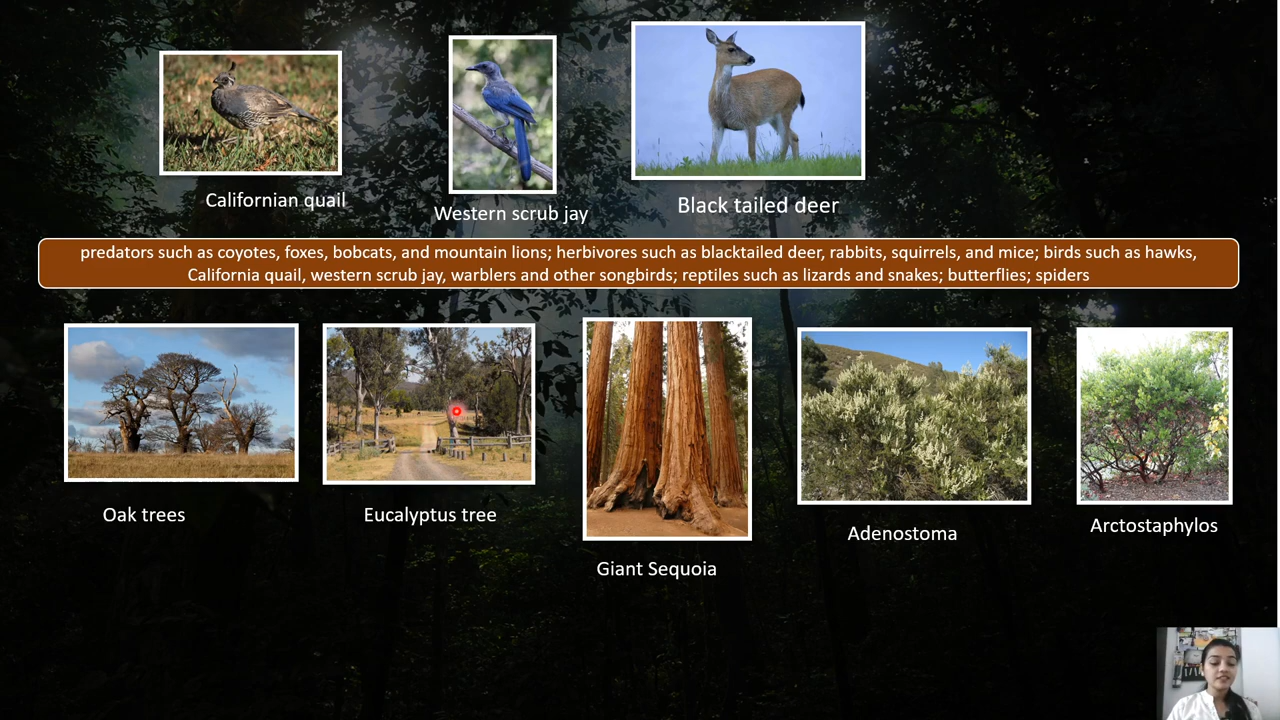 Californian quail
Western scrub jay
Black tailed deer
predators such as coyotes, foxes, bobcats, and mountain lions; herbivores such as blacktailed deer, rabbits, squirrels, and mice; birds such as hawks,
California quail, western scrub jay, warblers and other songbirds; reptiles such as lizards and snakes; butterflies; spiders
Oak trees
Eucalyptus tree
Giant Sequoia
Adenostoma
Arctostaphylos